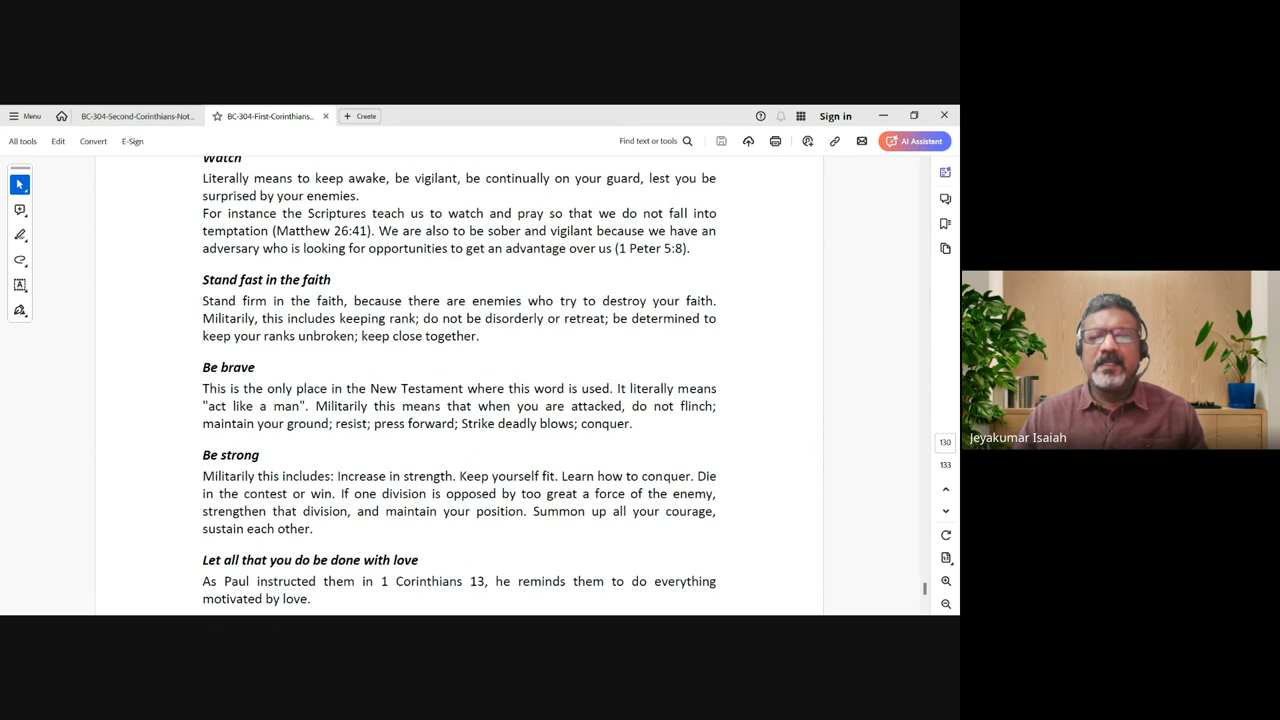 Menu
BC-304-Second-Corinthians-Not...
BC-304-First-Corinthians...
Create
Sign in
All tools
Edit
Convert
E-Sign
Find text or tools
AI Assistant
Watch
Literally means to keep awake, be vigilant, be continually on your guard, lest you be
surprised by your enemies.
For instance the Scriptures teach us to watch and pray so that we do not fall into
temptation (Matthew 26:41). We are also to be sober and vigilant because we have an
adversary who is looking for opportunities to get an advantage over us (1 Peter 5:8).
Stand fast in the faith
Stand firm in the faith, because there are enemies who try to destroy your faith.
Militarily, this includes keeping rank; do not be disorderly or retreat; be determined to
keep your ranks unbroken; keep close together.
Be brave
This is the only place in the New Testament where this word is used. It literally means
"act like a man". Militarily this means that when you are attacked, do not flinch;
maintain your ground; resist; press forward; Strike deadly blows; conquer.
Be strong
Militarily this includes: Increase in strength. Keep yourself fit. Learn how to conquer. Die
in the contest or win. If one division is opposed by too great a force of the enemy,
strengthen that division, and maintain your position. Summon up all your courage,
sustain each other.
Let all that you do be done with love
As Paul instructed them in 1 Corinthians 13, he reminds them to do everything
motivated by love.
130
133
Jeyakumar Isaiah